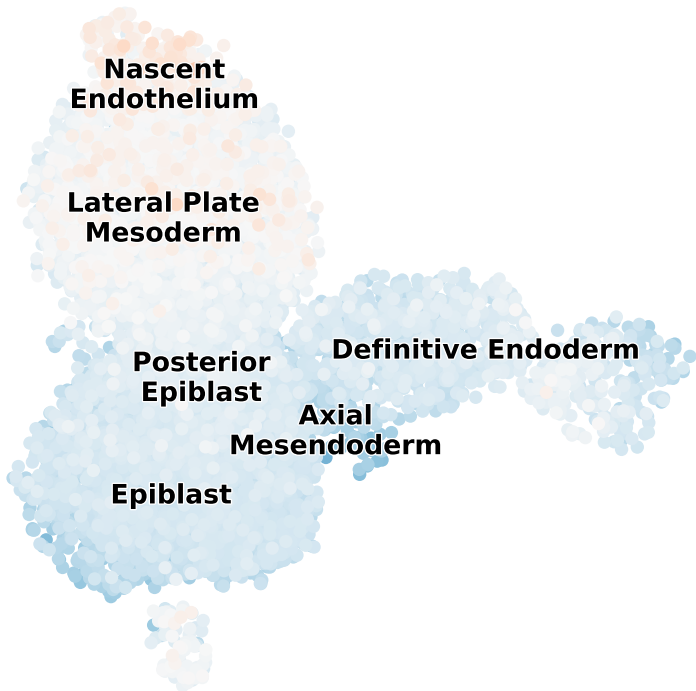 Nascent
Endothelium
Lateral Plate
Mesoderm
Posterior
Epiblast
Definitive Endoderm
Axial
Mesendoderm
Epiblast